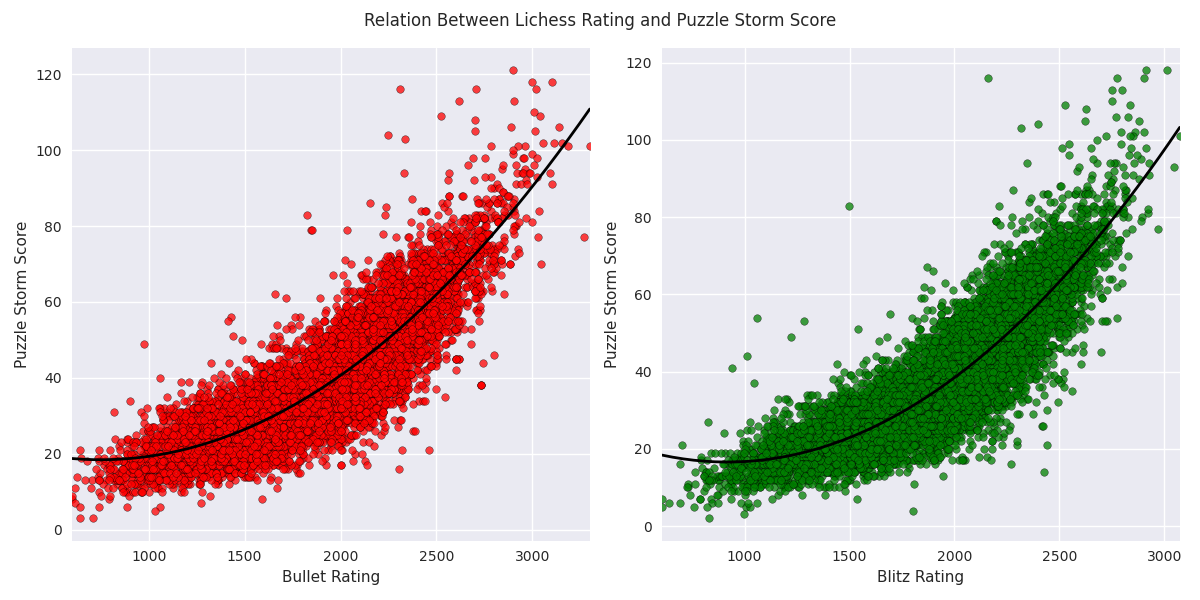 Relation Between Lichess Rating and Puzzle Storm Score
Puzzle Storm Score
120
100
80
60
40
20
0
1000 1500 2000 2500 3000
Bullet Rating
Puzzle Storm Score
120
100
80
60
40
20
0
1000 1500 2000 2500 3000
Blitz Rating